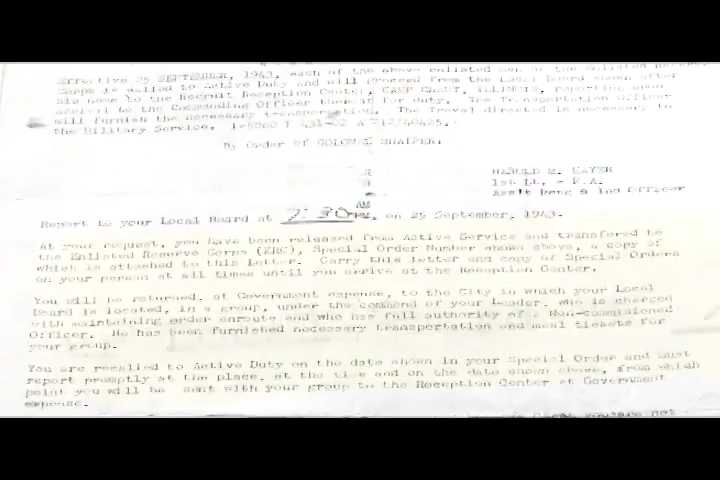 Effective 25 SEPTEMBER, 1943, each of the above enlisted men of the Enlisted Reserve
Corps is called to Active Duty and will proceed from the Local Board shown after
his name to the Recruit Reception Center, CAMP GRANT, ILLINOIS, reporting upon
arrival to the Commanding Officer thereof for duty. The Transportation Officer
will furnish the necessary transportation. The Travel directed is necessary in
the Military Service.
By Order of COLONEL
HAROLD MAYER
1st Lt, - F.A.
Ass't Officer
AM
Report to your Local Board at 7:30 PM, on 25 September, 1943.
At your request, you have been released from Active Service and transferred to
the Enlisted Reserve Corps (ERC), Special Order Number shown above, a copy of
which is attached to this Letter. Carry this letter and copy of Special Orders
on your person at all times until you arrive at the Reception Center.
You will be returned, at Government expense, to the City in which your Local
Board is located, in a group, under the command of your Leader, who is charged
with maintaining order enroute and who has full authority of a Non-commissioned
Officer. He has been furnished necessary transportation and meal tickets for
your group.
You are recalled to Active Duty on the date shown in your Special Order and must
report promptly at the place, at the time and on the date shown above, from which
point you will be sent with your group to the Reception Center at Government
expense.